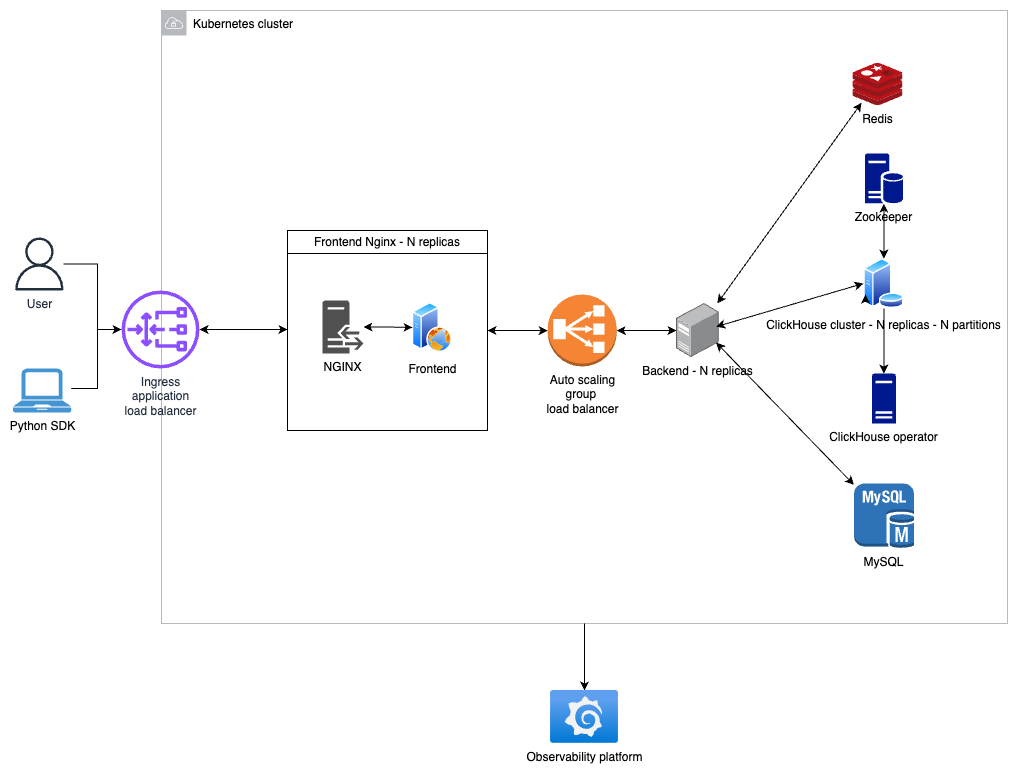 Kubernetes cluster
Redis
Zookeeper
Frontend Nginx - N replicas
User
ClickHouse cluster - N replicas - N partitions
NGINX
Frontend
Backend - N replicas
Ingress
application
load balancer
Auto scaling
group
load balancer
Python SDK
ClickHouse operator
MySQL
M
MySQL
Observability platform